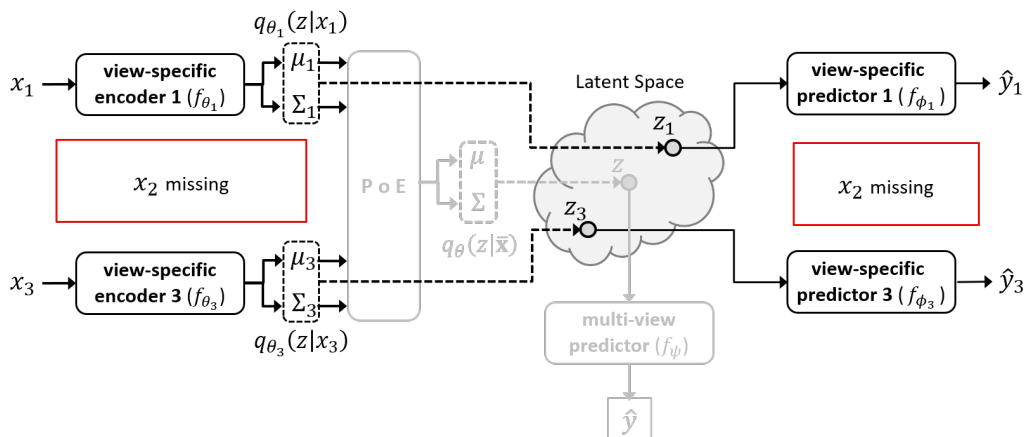 q_{θ_1}(z|x_1)
x_1
view-specific
encoder 1 (f_{θ_1})
μ_1
Σ_1
Latent Space
z_1
view-specific
predictor 1 (f_{ϕ_1})
ŷ_1
x_2 missing
P o E
μ
Σ
q_θ(z|x̄)
z
z_3
x_2 missing
x_3
view-specific
encoder 3 (f_{θ_3})
μ_3
Σ_3
q_{θ_3}(z|x_3)
view-specific
predictor 3 (f_{ϕ_3})
ŷ_3
multi-view
predictor (f_ψ)
ŷ